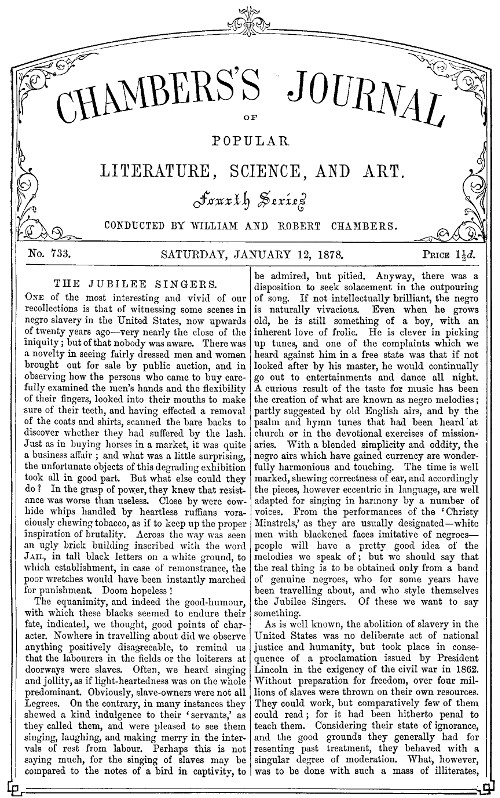 CHAMBERS'S JOURNAL
OF
POPULAR
LITERATURE, SCIENCE, AND ART.
Fourth Series
CONDUCTED BY WILLIAM AND ROBERT CHAMBERS.
No. 733. SATURDAY, JANUARY 12, 1878. PRICE 1½d.
THE JUBILEE SINGERS.
ONE of the most interesting and vivid of our
recollections is that of witnessing some scenes in
negro slavery in the United States, now upwards
of twenty years ago—very nearly the close of the
iniquity; but of that nobody was aware. There was
a novelty in seeing fairly dressed men and women
brought out for sale by public auction, and in
observing how the persons who came to buy care-
fully examined the men's hands and the flexibility
of their fingers, looked into their mouths to make
sure of their teeth, and having effected a removal
of the coats and shirts, scanned the bare backs to
discover whether they had suffered by the lash.
Just as in buying horses in a market, it was quite
a business affair; and what was a little surprising,
the unfortunate objects of this degrading exhibition
took all in good part. But what else could they
do? In the grasp of power, they knew that resist-
ance was worse than useless. Close by were cow-
hide whips handled by heartless ruffians vora-
ciously chewing tobacco, as if to keep up the proper
inspiration of brutality. Across the way was seen
an ugly brick building inscribed with the word
JAIL, in tall black letters on a white ground, to
which establishment, in case of remonstrance, the
poor wretches would have been instantly marched
for punishment. Doom hopeless!
The equanimity, and indeed the good-humour,
with which these blacks seemed to endure their
fate, indicated, we thought, good points of char-
acter. Nowhere in travelling about did we observe
anything positively disagreeable, to remind us
that the labourers in the fields or the loiterers at
doorways were slaves. Often, we heard singing
and jollity, as if light-heartedness was on the whole
predominant. Obviously, slave-owners were not all
Legrees. On the contrary, in many instances they
shewed a kind indulgence to their 'servants,' as
they called them, and were pleased to see them
singing, laughing, and making merry in the inter-
vals of rest from labour. Perhaps this is not
saying much, for the singing of slaves may be
compared to the notes of a bird in captivity, to
be admired, but pitied. Anyway, there was a
disposition to seek solacement in the outpouring
of song. If not intellectually brilliant, the negro
is naturally vivacious. Even when he grows
old, he is still something of a boy, with an
inherent love of frolic. He is clever in picking
up tunes, and one of the complaints which we
heard against him in a free state was that if not
looked after by his master, he would continually
go out to entertainments and dance all night.
A curious result of the taste for music has been
the creation of what are known as negro melodies;
partly suggested by old English airs, and by the
psalm and hymn tunes that had been heard at
church or in the devotional exercises of mission-
aries. With a blended simplicity and oddity, the
negro airs which have gained currency are wonder-
fully harmonious and touching. The time is well
marked, shewing correctness of ear, and accordingly
the pieces, however eccentric in language, are well
adapted for singing in harmony by a number of
voices. From the performances of the 'Christy
Minstrels,' as they are usually designated—white
men with blackened faces imitative of negroes—
people will have a pretty good idea of the
melodies we speak of; but we should say that
the real thing is to be obtained only from a band
of genuine negroes, who for some years have
been travelling about, and who style themselves
the Jubilee Singers. Of these we want to say
something.
As is well known, the abolition of slavery in the
United States was no deliberate act of national
justice and humanity, but took place in conse-
quence of a proclamation issued by President
Lincoln in the exigency of the civil war in 1862.
Without preparation for freedom, over four mil-
lions of slaves were thrown on their own resources.
They could work, but comparatively few of them
could read; for it had been hitherto penal to
teach them. Considering their state of ignorance,
and the good grounds they generally had for
resenting past treatment, they behaved with a
singular degree of moderation. What, however,
was to be done with such a mass of illiterates,